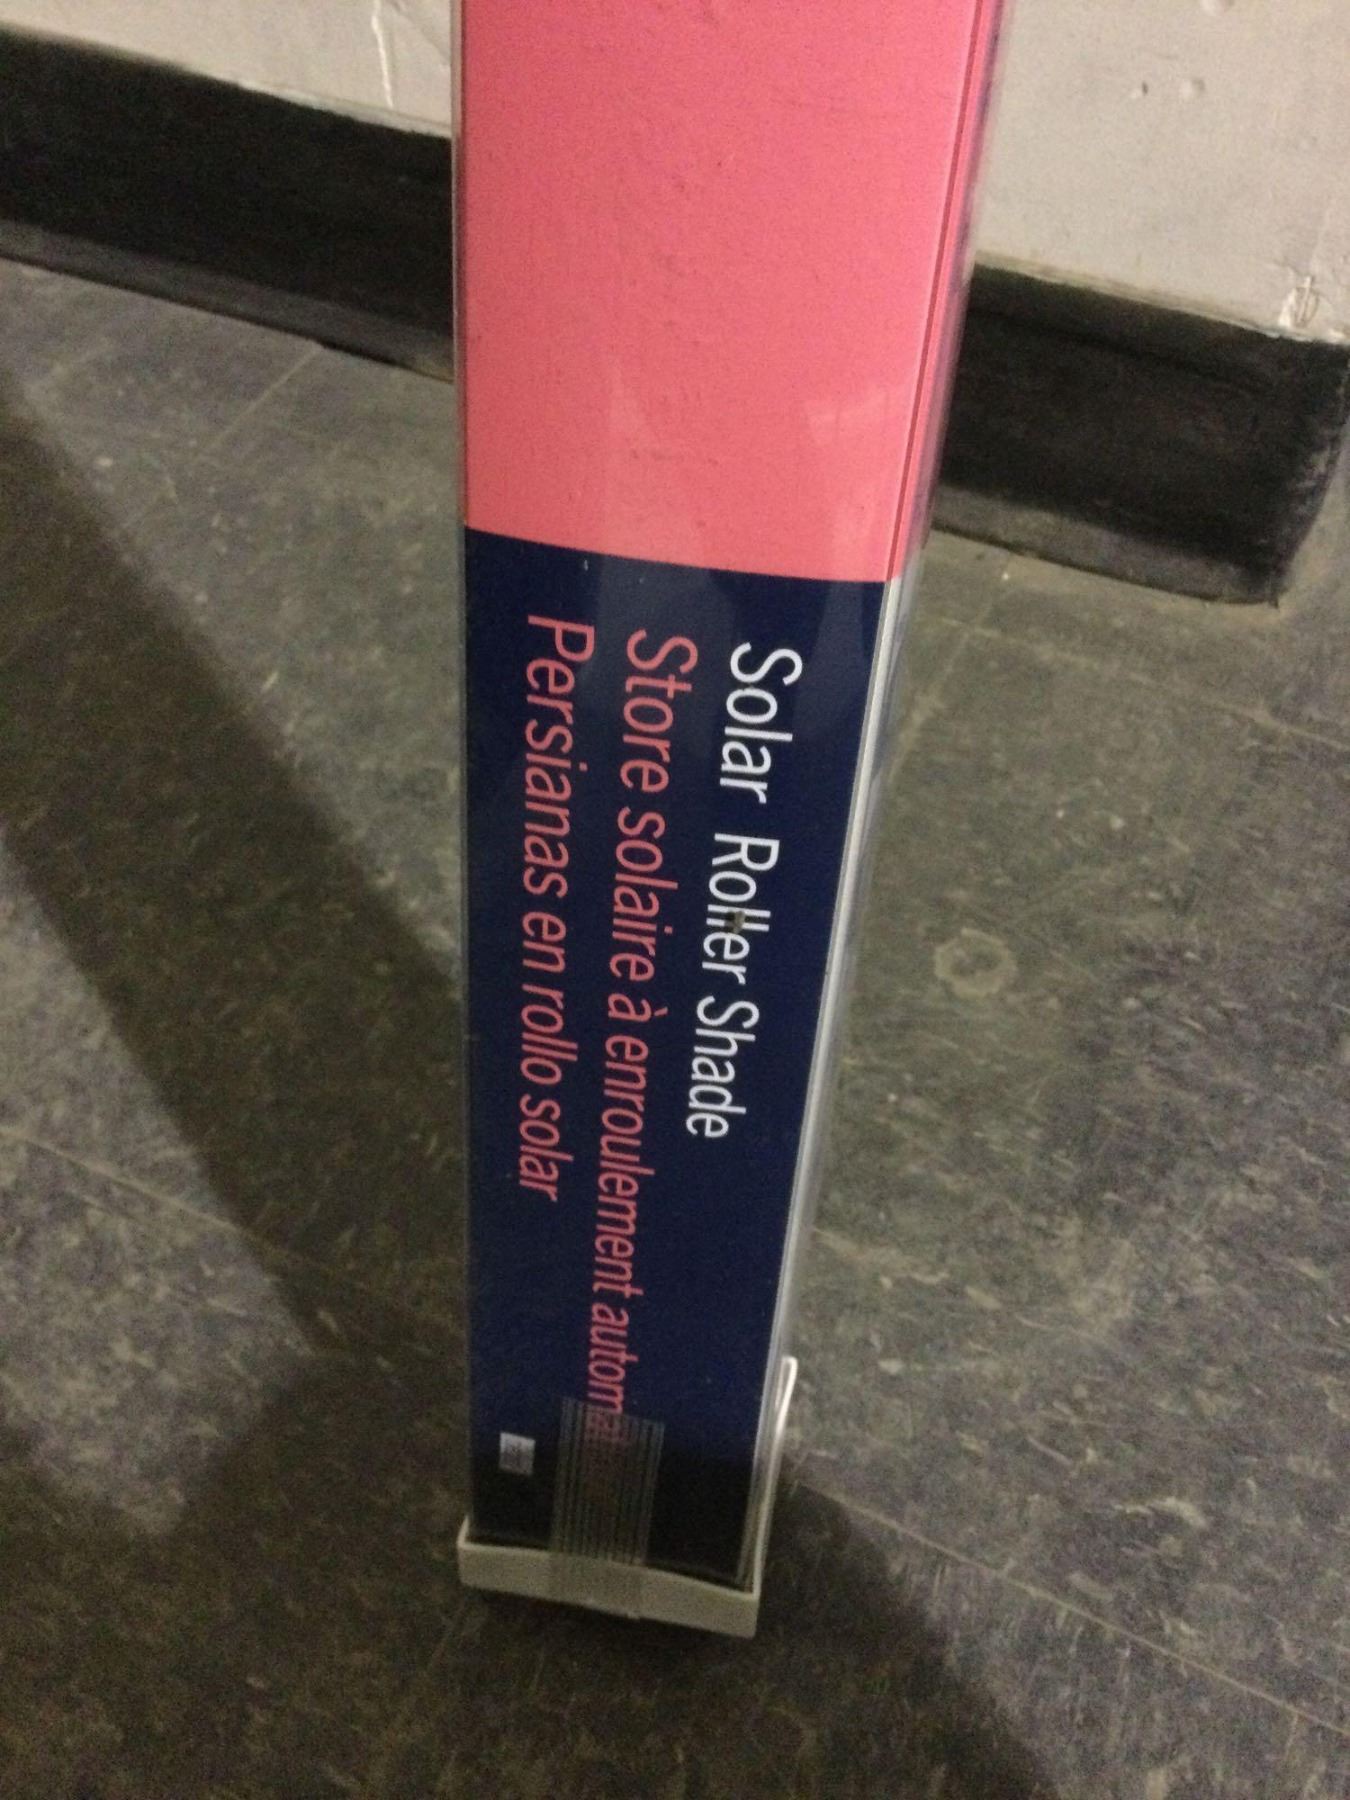 Solar Roller Shade
Store solaire à enroulement
Persianas en rollo solar